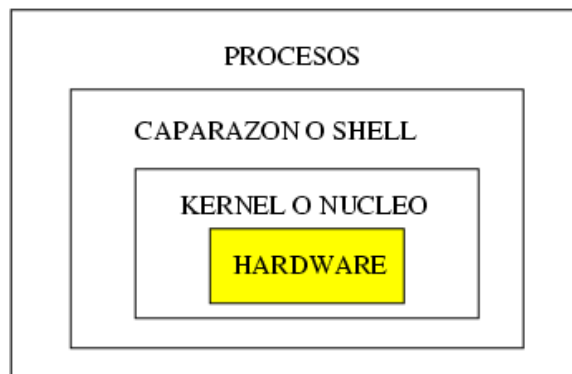 PROCESOS
CAPARAZON O SHELL
KERNEL O NUCLEO
HARDWARE